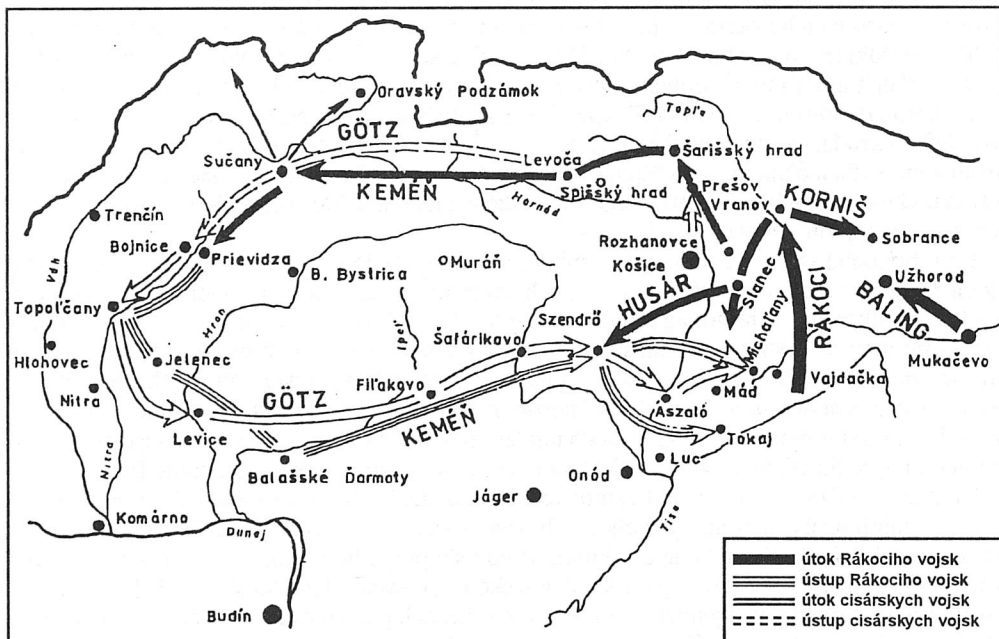 Oravský Podzámok
Topľa
GÖTZ
Sučany
Levoča
Šarišský hrad
KEMÉŇ
Spišský hrad
Hornád
Prešov
Vranov
KORNIŠ
Trenčín
Bojnice
Prievidza
B. Bystrica
Muráň
Rozhanovce
Košice
Sobrance
Užhorod
Váh
Topoľčany
Hron
Ipeľ
HUSÁR
Slanec
BALING
Szendrő
Michaľany
RÁKOCI
Šafárikavo
Mukačevo
Hlohovec
Jelenec
Fiľakovo
Mád
Vajdačka
Nitra
GÖTZ
KEMÉŇ
Aszaló
Levice
Tokaj
Nitra
Balašské Ďarmoty
Luc
Onód
Jáger
Tisa
Komárno
Dunaj
Budín
útok Rákociho vojsk
ústup Rákociho vojsk
útok cisárskych vojsk
ústup cisárskych vojsk